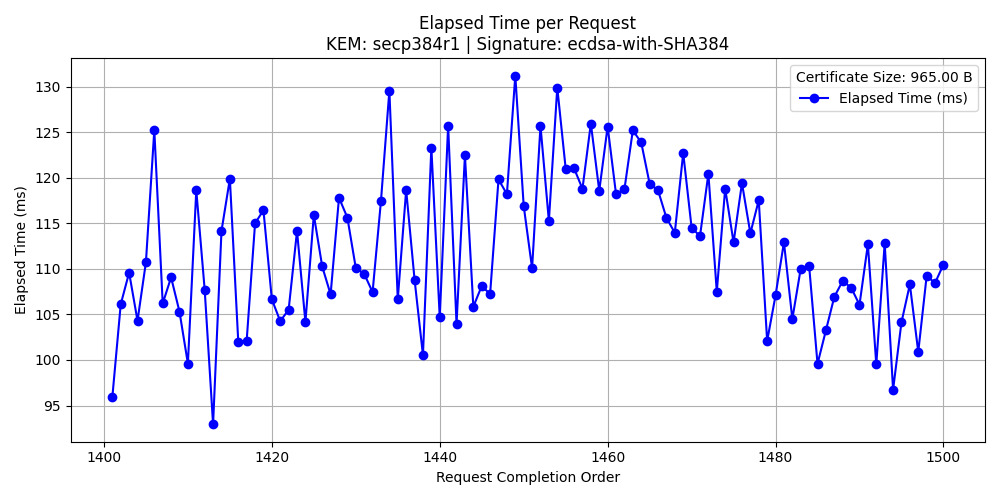 Elapsed Time per Request
KEM: secp384r1 | Signature: ecdsa-with-SHA384
Certificate Size: 965.00 B
Elapsed Time (ms)
130
125
120
115
110
105
100
95
Elapsed Time (ms)
1400 1420 1440 1460 1480 1500
Request Completion Order